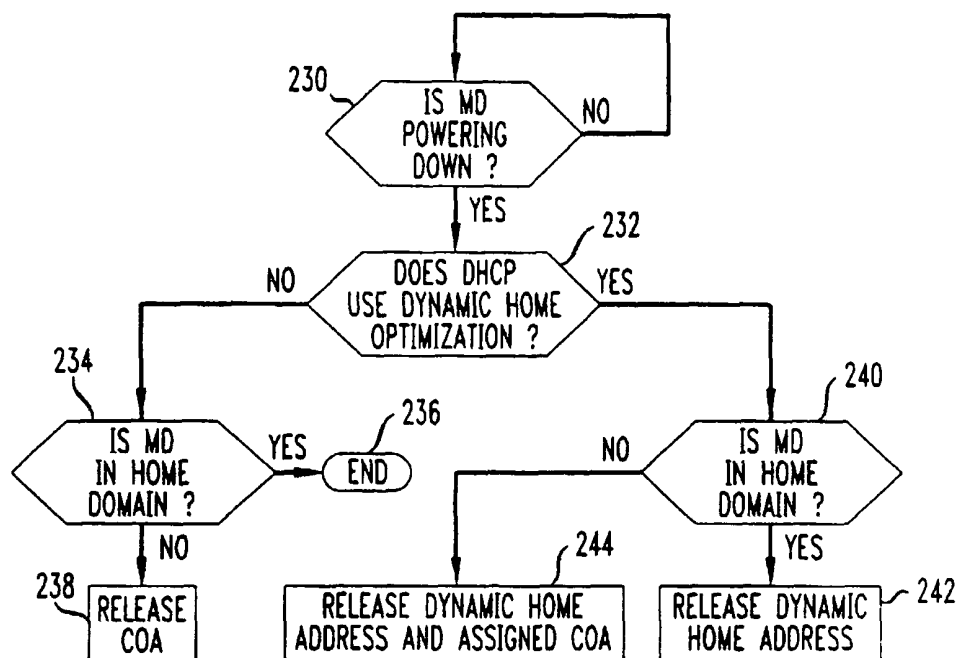 230
IS MD
POWERING
DOWN ?
NO
YES
232
NO
DOES DHCP
USE DYNAMIC HOME
OPTIMIZATION ?
YES
234
IS MD
IN HOME
DOMAIN ?
YES
236
END
NO
238
RELEASE
COA
240
IS MD
IN HOME
DOMAIN ?
NO
YES
244
RELEASE DYNAMIC HOME
ADDRESS AND ASSIGNED COA
RELEASE DYNAMIC
HOME ADDRESS
242